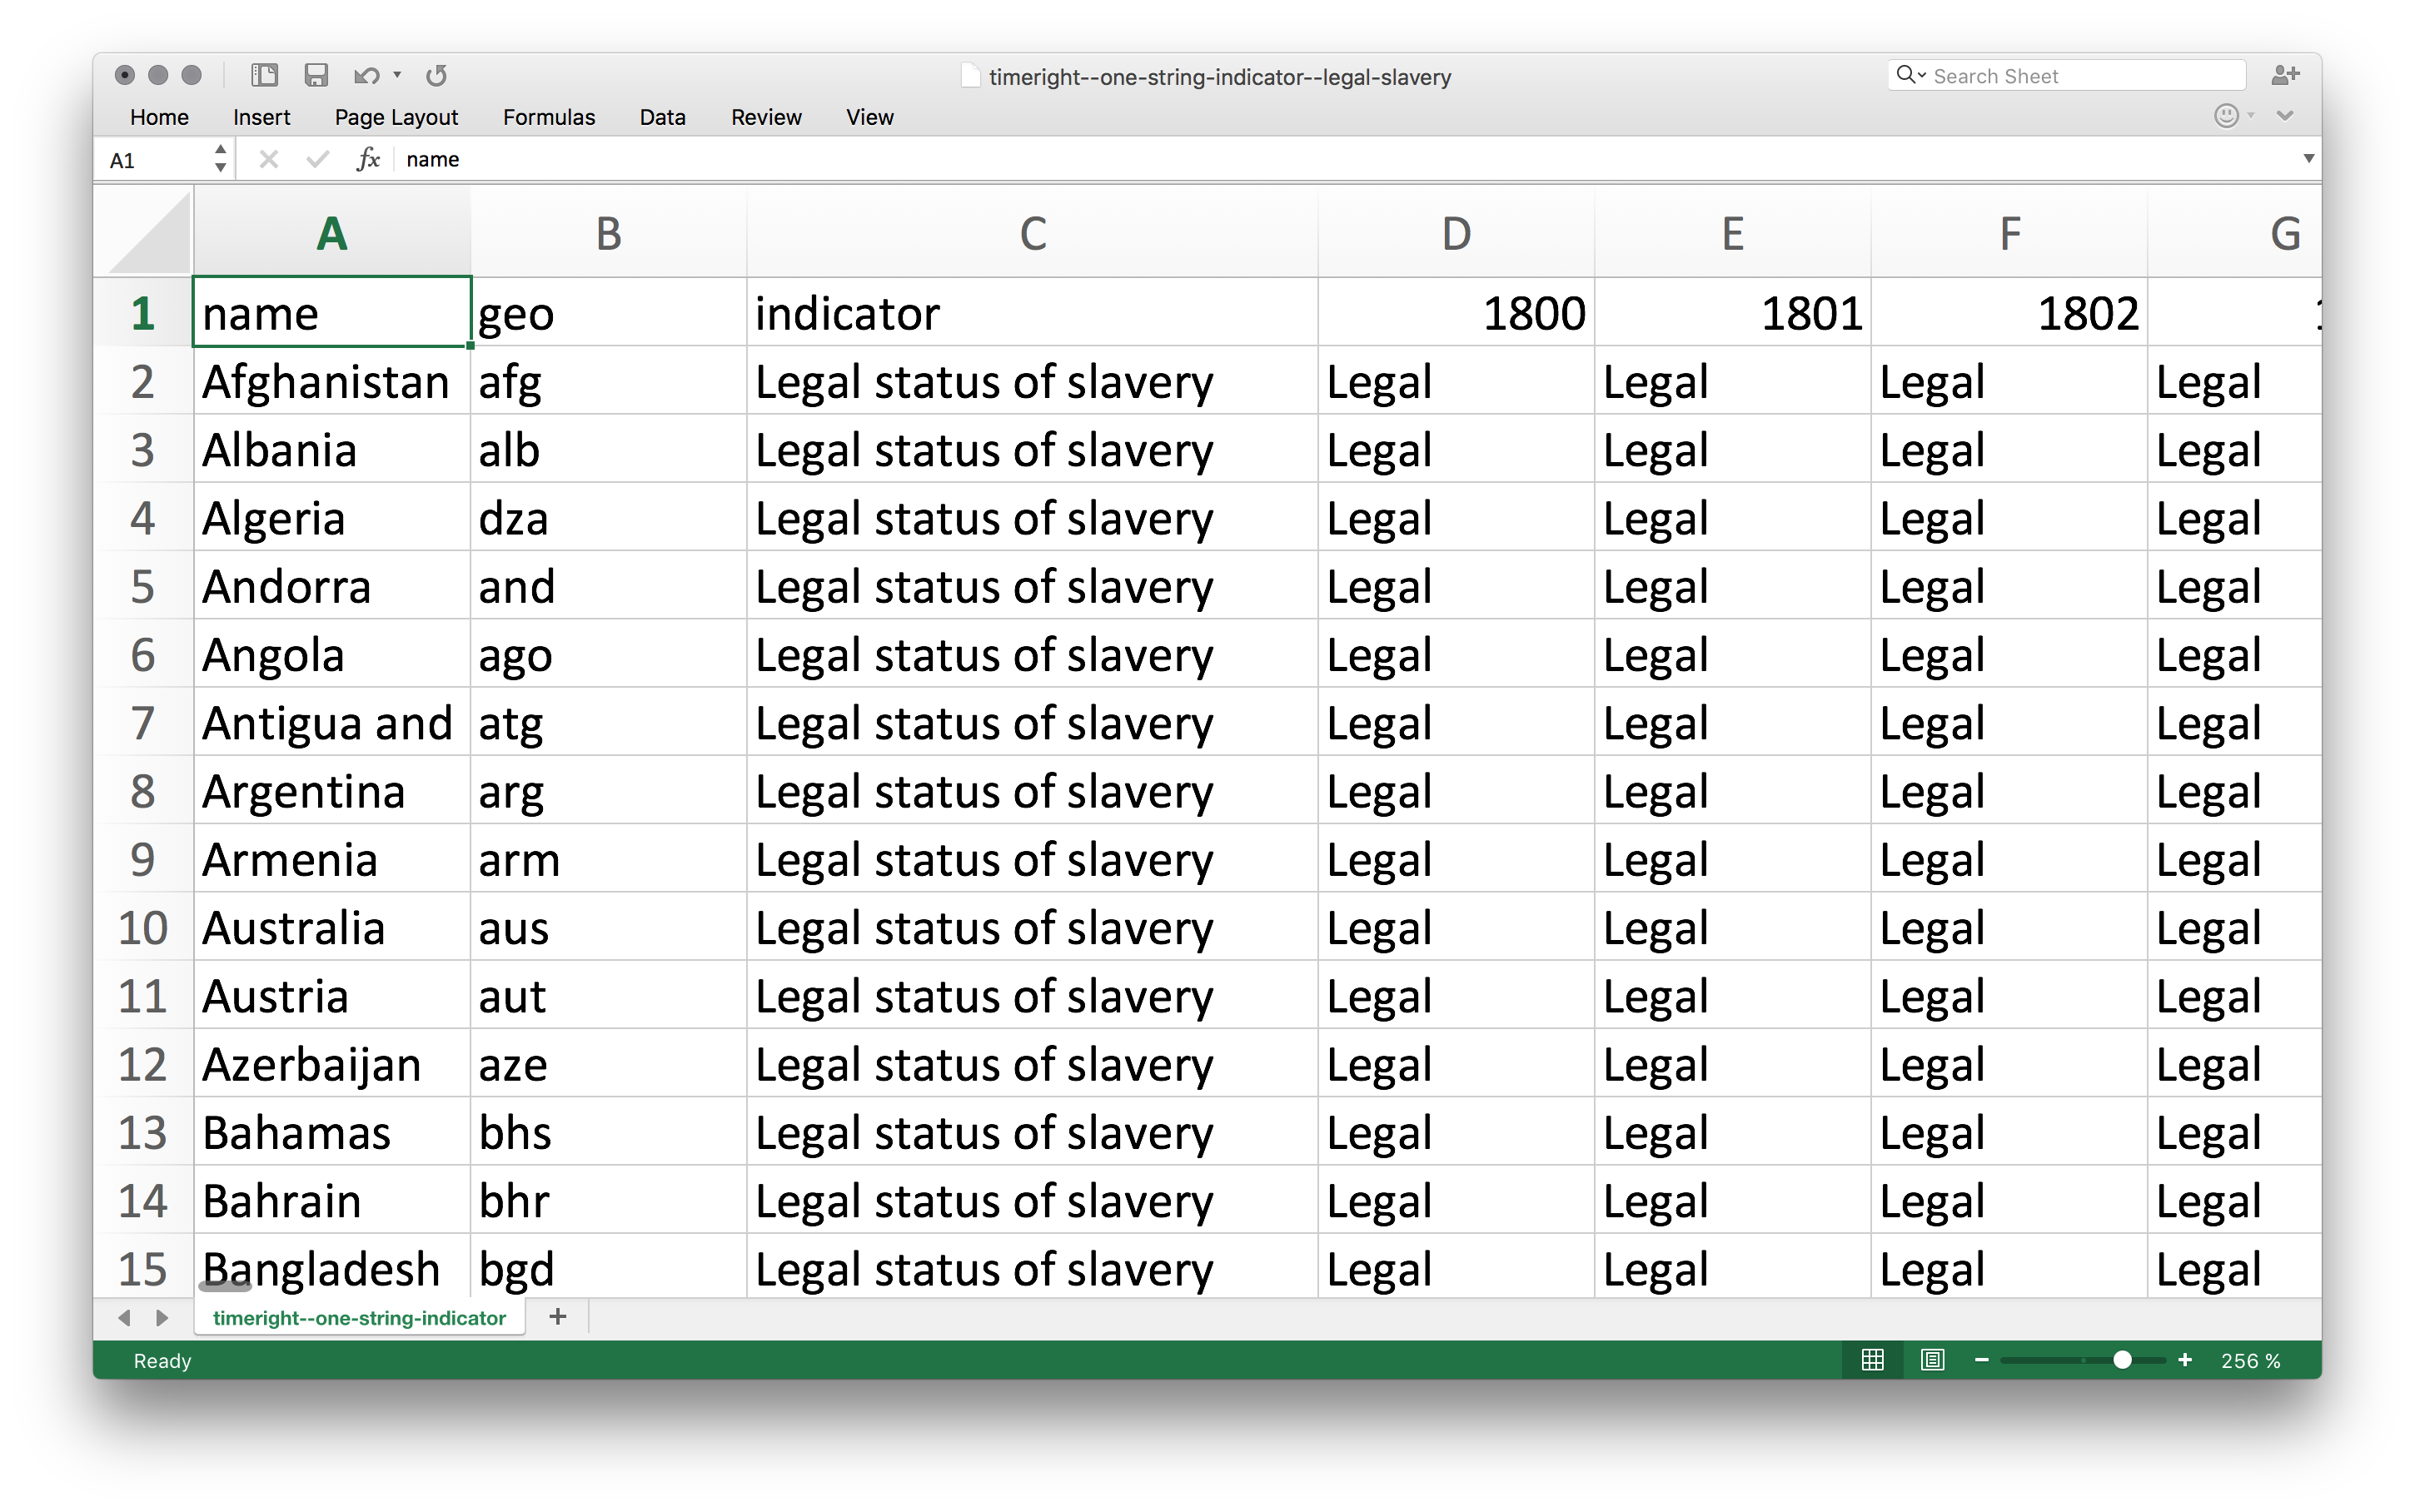 timeright--one-string-indicator--legal-slavery
Search Sheet
Home Insert Page Layout Formulas Data Review View
A1 fx name
A B C D E F G
1 name geo indicator 1800 1801 1802
2 Afghanistan afg Legal status of slavery Legal Legal Legal Legal
3 Albania alb Legal status of slavery Legal Legal Legal Legal
4 Algeria dza Legal status of slavery Legal Legal Legal Legal
5 Andorra and Legal status of slavery Legal Legal Legal Legal
6 Angola ago Legal status of slavery Legal Legal Legal Legal
7 Antigua and atg Legal status of slavery Legal Legal Legal Legal
8 Argentina arg Legal status of slavery Legal Legal Legal Legal
9 Armenia arm Legal status of slavery Legal Legal Legal Legal
10 Australia aus Legal status of slavery Legal Legal Legal Legal
11 Austria aut Legal status of slavery Legal Legal Legal Legal
12 Azerbaijan aze Legal status of slavery Legal Legal Legal Legal
13 Bahamas bhs Legal status of slavery Legal Legal Legal Legal
14 Bahrain bhr Legal status of slavery Legal Legal Legal Legal
15 Bangladesh bgd Legal status of slavery Legal Legal Legal Legal
timeright--one-string-indicator +
Ready 256 %